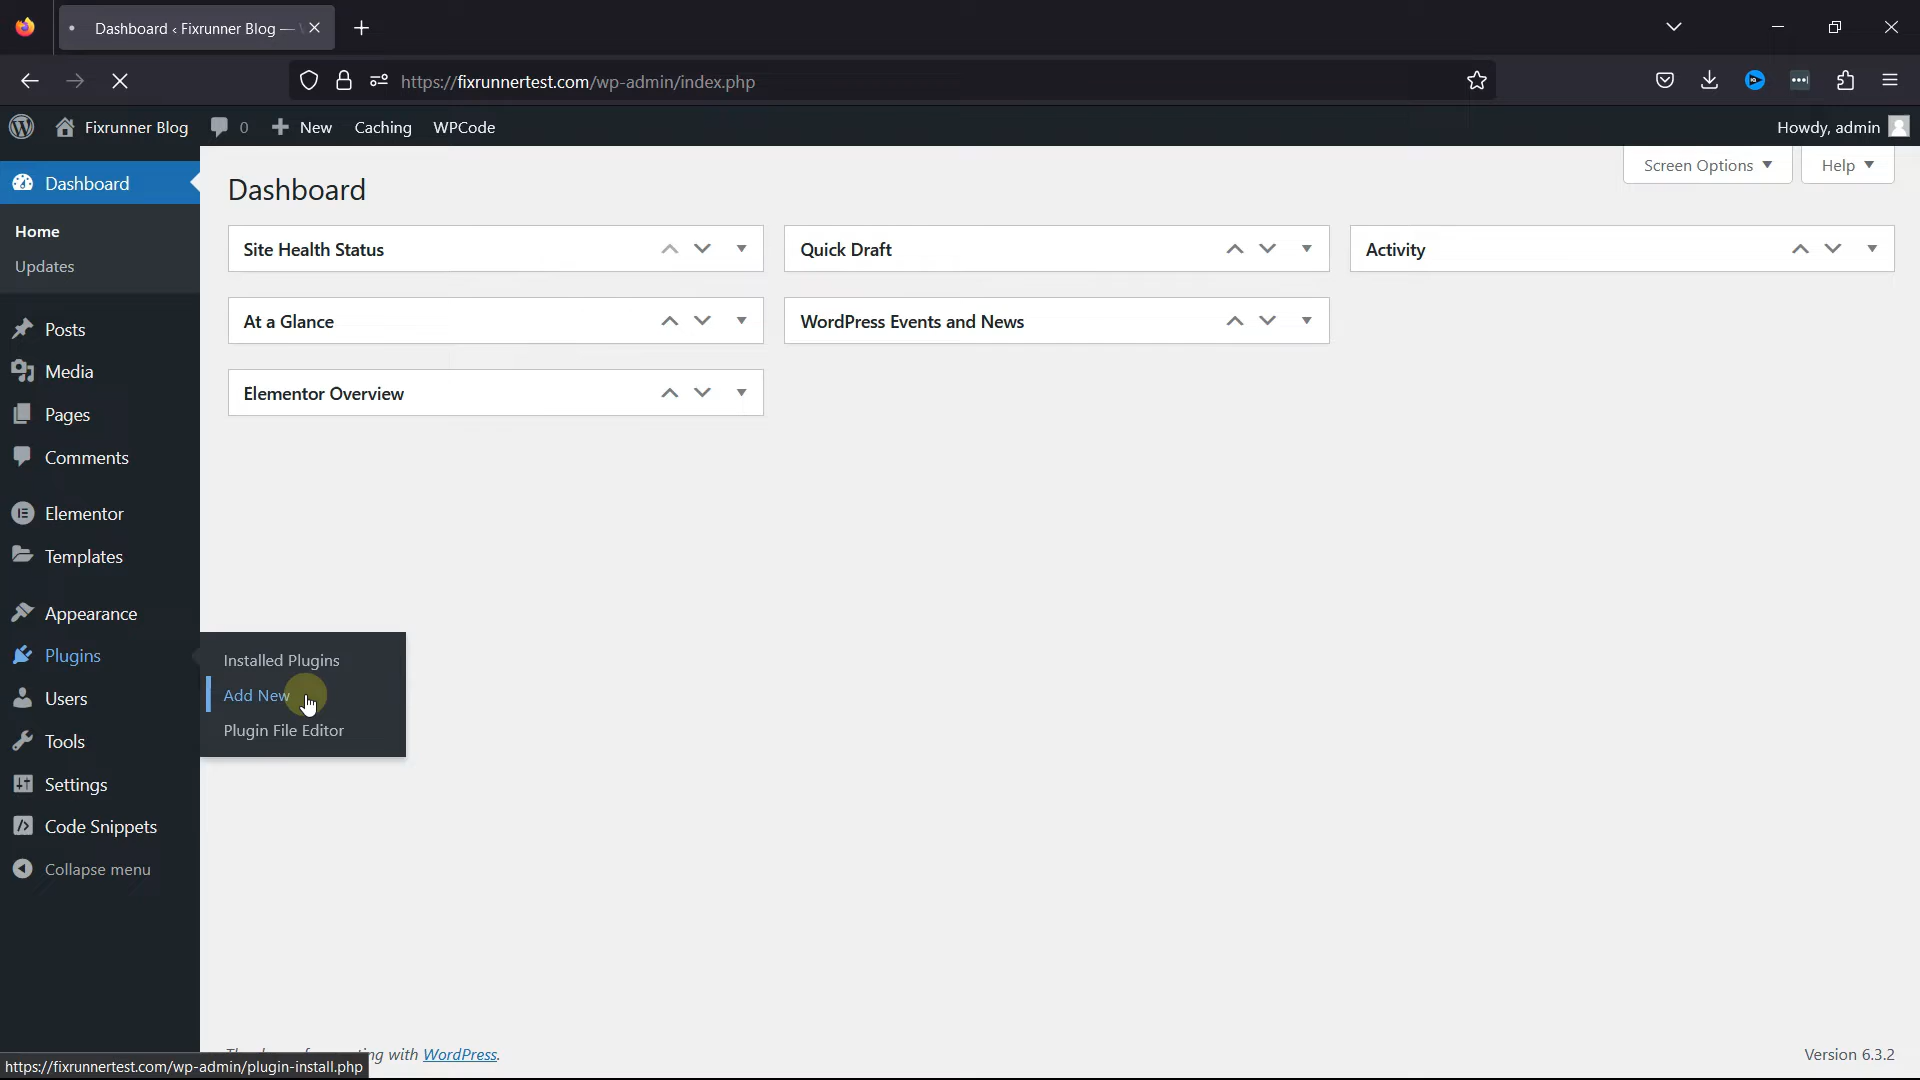 Dashboard ‹ Fixrunner Blog —
https://fixrunnertest.com/wp-admin/index.php
Fixrunner Blog 0 New Caching WPCode Howdy, admin
Screen Options Help
Dashboard
Home
Updates
Posts
Media
Pages
Comments
Elementor
Templates
Appearance
Plugins
Users
Tools
Settings
Code Snippets
Collapse menu
Installed Plugins
Add New
Plugin File Editor
Dashboard
Site Health Status
At a Glance
Elementor Overview
Quick Draft
WordPress Events and News
Activity
with WordPress.
Version 6.3.2
https://fixrunnertest.com/wp-admin/plugin-install.php